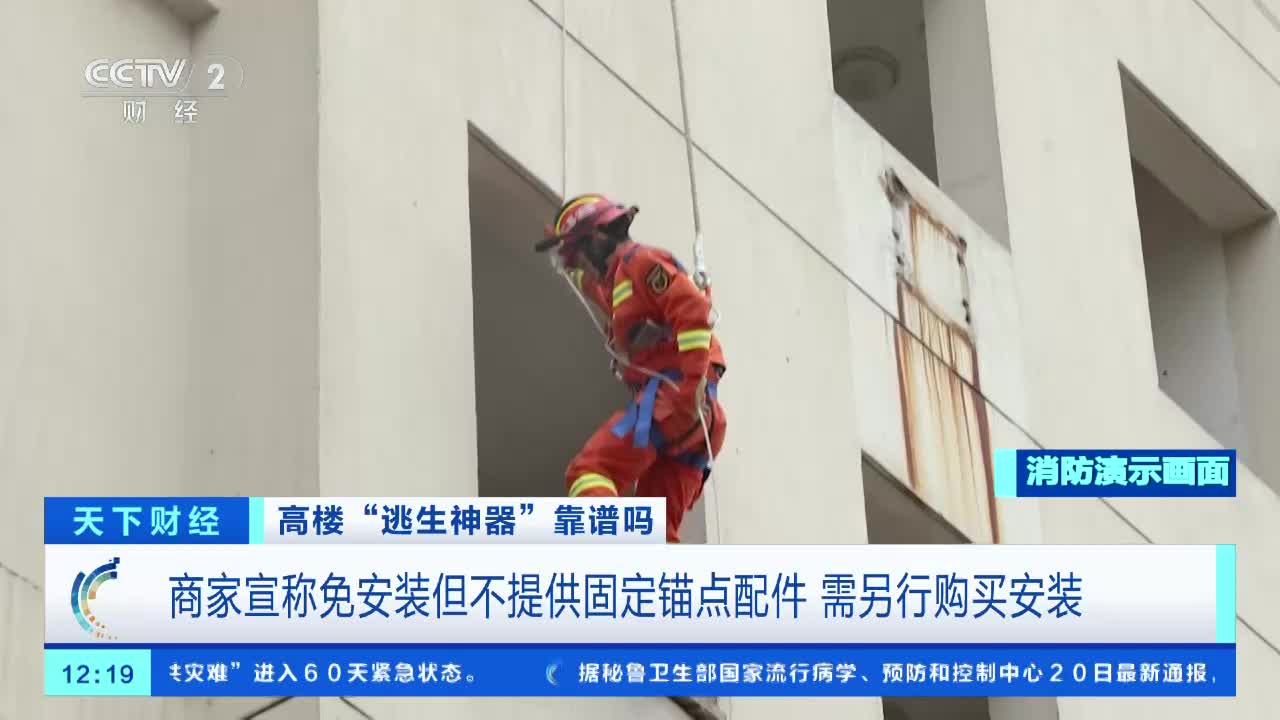 CCTV 2
财 经
消防演示画面
天下财经
高楼“逃生神器”靠谱吗
商家宣称免安装但不提供固定锚点配件 需另行购买安装
12:19
灾难”进入60天紧急状态。
据秘鲁卫生部国家流行病学、预防和控制中心20日最新通报，